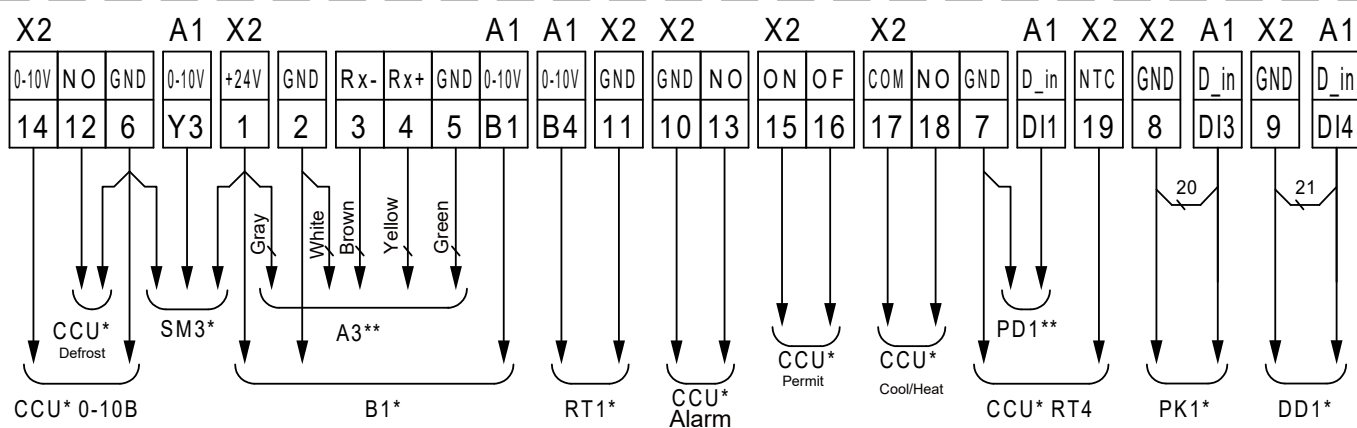 X2 A1 X2 A1 A1 X2 X2 X2 X2 A1 X2 X2 A1 X2 A1
0-10V NO GND 0-10V +24V GND Rx- Rx+ GND 0-10V 0-10V GND GND NO ON OF COM NO GND D_in NTC GND D_in GND D_in
14 12 6 Y3 1 2 3 4 5 B1 B4 11 10 13 15 16 17 18 7 DI1 19 8 DI3 9 DI4
20 21
Gray White Brown Yellow Green
CCU* SM3* A3** PD1**
Defrost
CCU* CCU*
Permit Cool/Heat
CCU* 0-10B B1* RT1* CCU* CCU* RT4 PK1* DD1*
Alarm